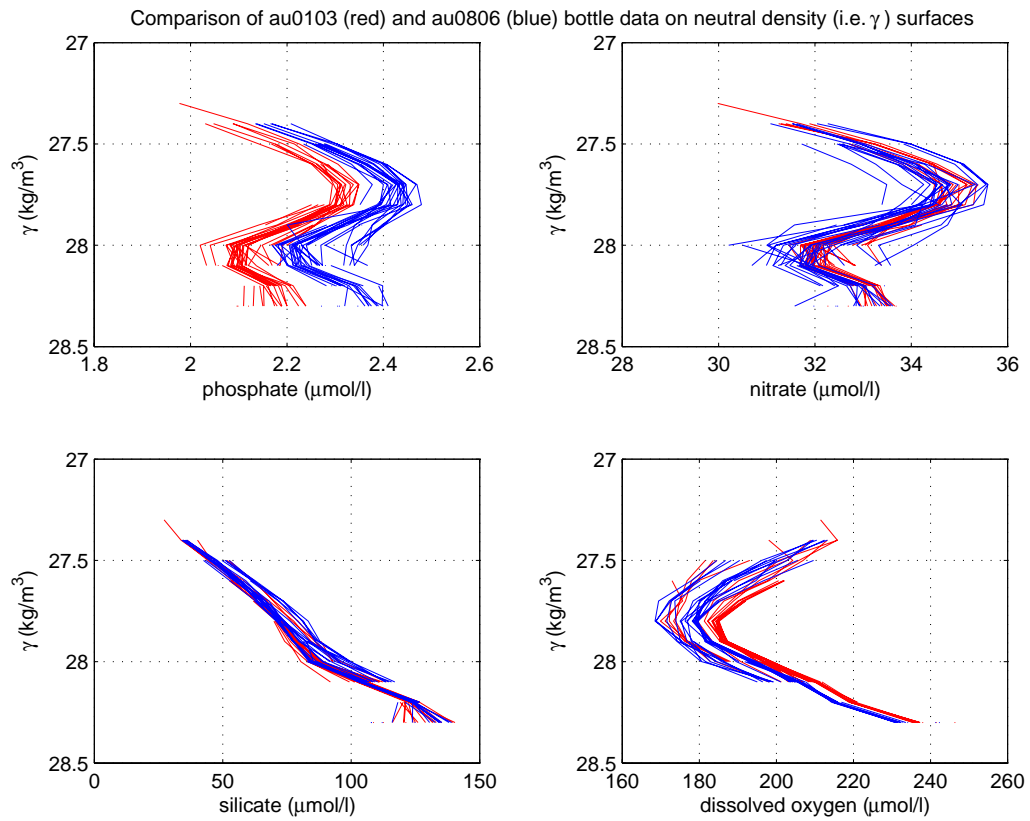 Comparison of au0103 (red) and au0806 (blue) bottle data on neutral density (i.e. γ ) surfaces
27
27.5
28
28.5
γ (kg/m³)
1.8 2 2.2 2.4 2.6
phosphate (μmol/l)
27
27.5
28
28.5
γ (kg/m³)
28 30 32 34 36
nitrate (μmol/l)
27
27.5
28
28.5
γ (kg/m³)
0 50 100 150
silicate (μmol/l)
27
27.5
28
28.5
γ (kg/m³)
160 180 200 220 240 260
dissolved oxygen (μmol/l)